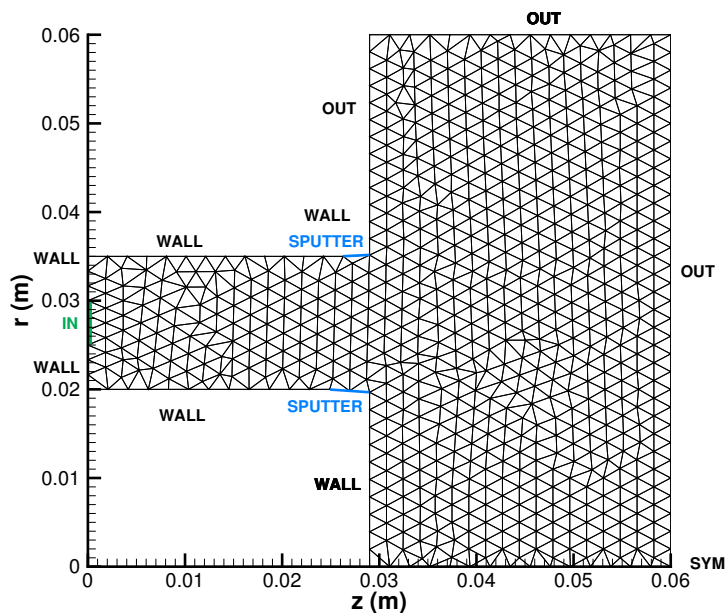 OUT
0.06
0.05
OUT
0.04
WALL
WALL
SPUTTER
WALL
OUT
0.03
r (m)
IN
WALL
0.02
SPUTTER
WALL
0.01
WALL
0
SYM
0
0.01
0.02
0.03
0.04
0.05
0.06
z (m)